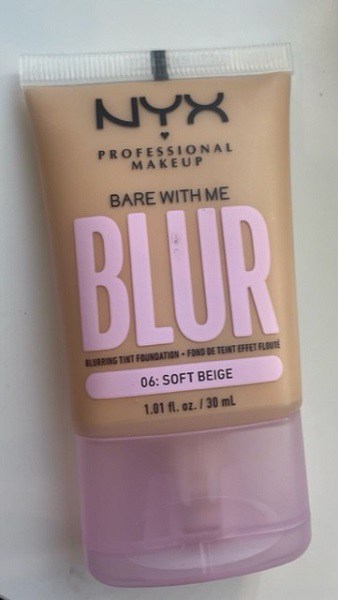 NYX
PROFESSIONAL
MAKEUP
BARE WITH ME
BLUR
BLURRING TINT FOUNDATION • FOND DE TEINT EFFET FLOUTÉ
06: SOFT BEIGE
1.01 fl. oz. / 30 mL